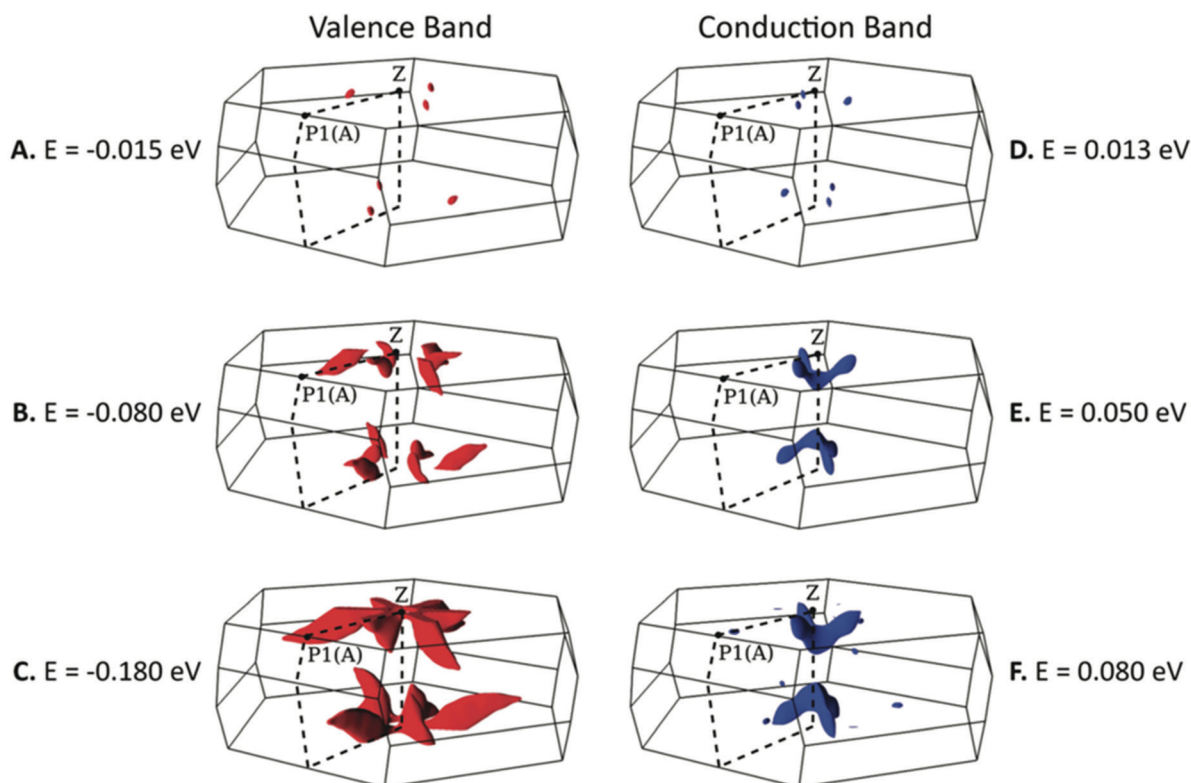 Valence Band
Conduction Band
Z
P1(A)
A. E = -0.015 eV
Z
P1(A)
D. E = 0.013 eV
Z
P1(A)
B. E = -0.080 eV
Z
P1(A)
E. E = 0.050 eV
Z
P1(A)
C. E = -0.180 eV
Z
P1(A)
F. E = 0.080 eV